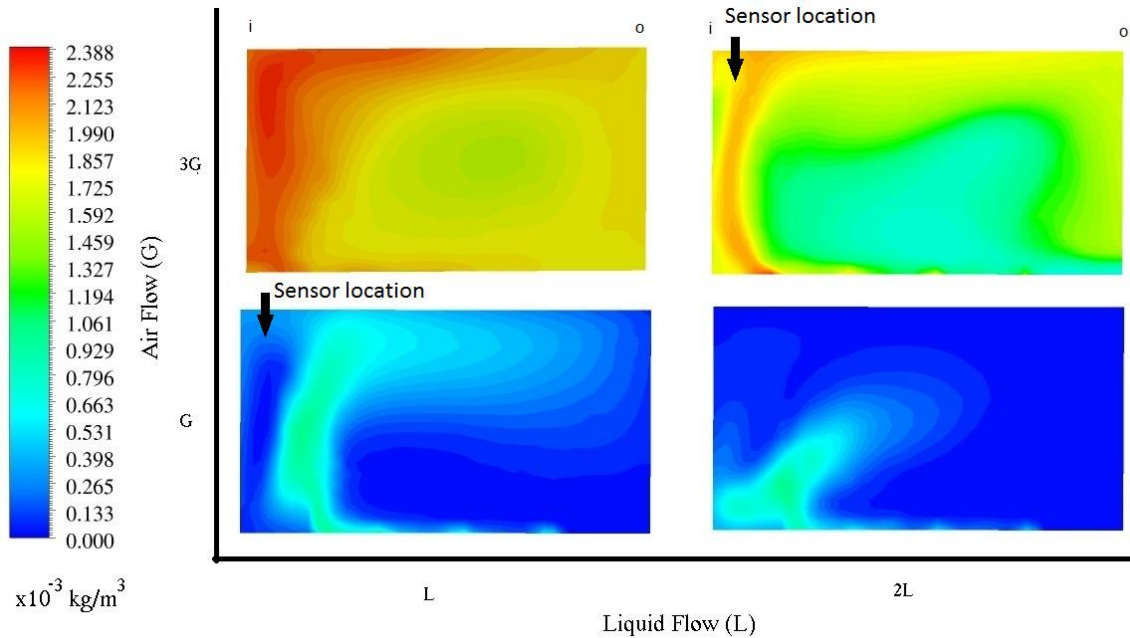 Sensor location
i
o
i
o
2.388
2.255
2.123
1.990
1.857
1.725
1.592
1.459
1.327
1.194
1.061
0.929
0.796
0.663
0.531
0.398
0.265
0.133
0.000
x10⁻³ kg/m³
Air Flow (G)
3G
Sensor location
G
L
2L
Liquid Flow (L)